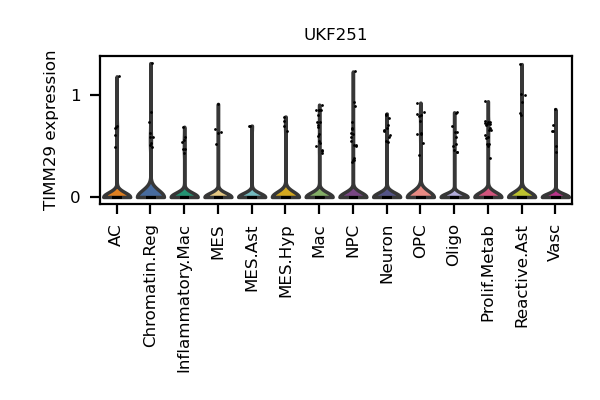 UKF251
TIMM29 expression
1
0
AC
Chromatin.Reg
Inflammatory.Mac
MES
MES.Ast
MES.Hyp
Mac
NPC
Neuron
OPC
Oligo
Prolif.Metab
Reactive.Ast
Vasc